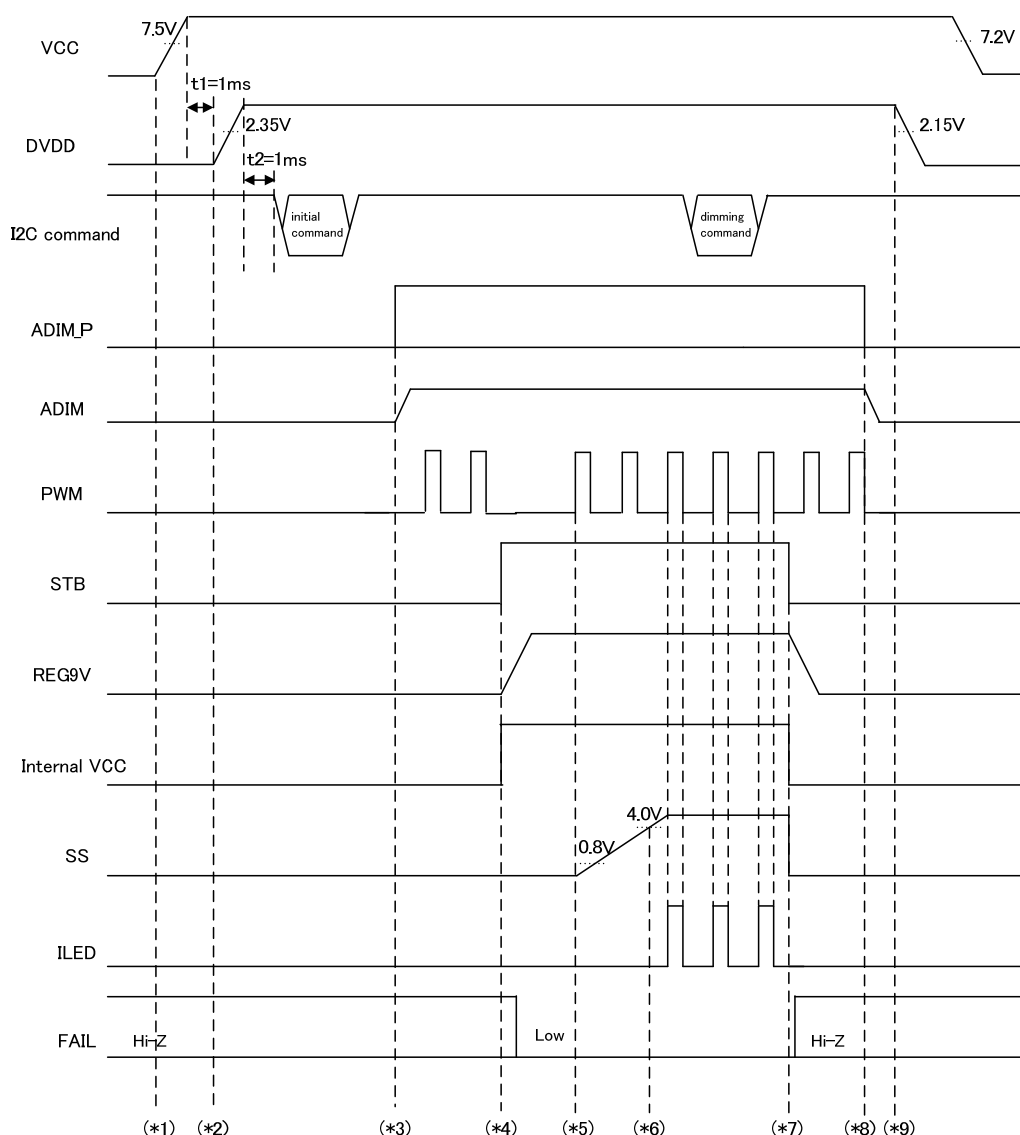 7.5V
VCC
7.2V
t1=1ms
2.35V
DVDD
2.15V
t2=1ms
initial
command
dimming
command
I2C command
ADIM_P
ADIM
PWM
STB
REG9V
Internal VCC
4.0V
0.8V
SS
ILED
FAIL
Hi-Z
Low
Hi-Z
(*1)
(*2)
(*3)
(*4)
(*5)
(*6)
(*7)
(*8)
(*9)